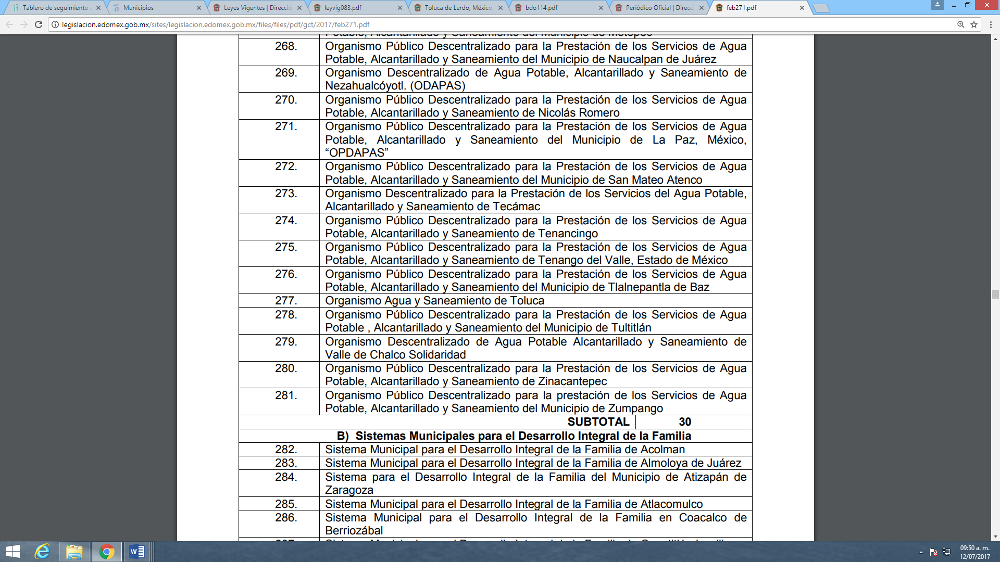 Tablero de seguimiento
Municipios
Leyes Vigentes | Direcció
leyvig083.pdf
Toluca de Lerdo, México,
bdo114.pdf
Periódico Oficial | Direcc
feb271.pdf
legislacion.edomex.gob.mx/sites/legislacion.edomex.gob.mx/files/files/pdf/gct/2017/feb271.pdf
Potable, Alcantarillado y Saneamiento del Municipio de Metepec
268. Organismo Público Descentralizado para la Prestación de los Servicios de Agua
Potable, Alcantarillado y Saneamiento del Municipio de Naucalpan de Juárez
269. Organismo Descentralizado de Agua Potable, Alcantarillado y Saneamiento de
Nezahualcóyotl. (ODAPAS)
270. Organismo Público Descentralizado para la Prestación de los Servicios de Agua
Potable, Alcantarillado y Saneamiento de Nicolás Romero
271. Organismo Público Descentralizado para la Prestación de los Servicios de Agua
Potable, Alcantarillado y Saneamiento del Municipio de La Paz, México,
“OPDAPAS”
272. Organismo Público Descentralizado para la Prestación de los Servicios de Agua
Potable, Alcantarillado y Saneamiento del Municipio de San Mateo Atenco
273. Organismo Descentralizado para la Prestación de los Servicios del Agua Potable,
Alcantarillado y Saneamiento de Tecámac
274. Organismo Público Descentralizado para la Prestación de los Servicios de Agua
Potable, Alcantarillado y Saneamiento de Tenancingo
275. Organismo Público Descentralizado para la Prestación de los Servicios de Agua
Potable, Alcantarillado y Saneamiento de Tenango del Valle, Estado de México
276. Organismo Público Descentralizado para la Prestación de los Servicios de Agua
Potable, Alcantarillado y Saneamiento del Municipio de Tlalnepantla de Baz
277. Organismo Agua y Saneamiento de Toluca
278. Organismo Público Descentralizado para la Prestación de los Servicios de Agua
Potable , Alcantarillado y Saneamiento del Municipio de Tultitlán
279. Organismo Descentralizado de Agua Potable Alcantarillado y Saneamiento de
Valle de Chalco Solidaridad
280. Organismo Público Descentralizado para la Prestación de los Servicios de Agua
Potable, Alcantarillado y Saneamiento de Zinacantepec
281. Organismo Público Descentralizado para la prestación de los Servicios de Agua
Potable, Alcantarillado y Saneamiento del Municipio de Zumpango
SUBTOTAL 30
B) Sistemas Municipales para el Desarrollo Integral de la Familia
282. Sistema Municipal para el Desarrollo Integral de la Familia de Acolman
283. Sistema Municipal para el Desarrollo Integral de la Familia de Almoloya de Juárez
284. Sistema para el Desarrollo Integral de la Familia del Municipio de Atizapán de
Zaragoza
285. Sistema Municipal para el Desarrollo Integral de la Familia de Atlacomulco
286. Sistema Municipal para el Desarrollo Integral de la Familia en Coacalco de
Berriozábal
09:50 a. m.
12/07/2017